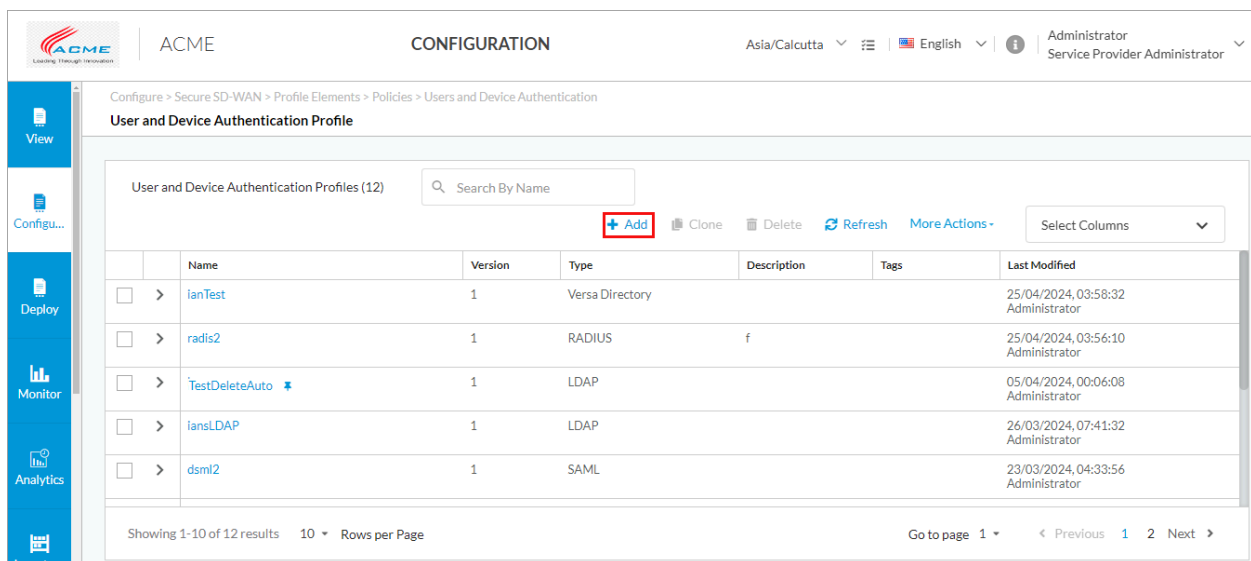 ACME
Leading Through Innovation
ACME
CONFIGURATION
Asia/Calcutta
English
Administrator
Service Provider Administrator
Configure > Secure SD-WAN > Profile Elements > Policies > Users and Device Authentication
User and Device Authentication Profile
View
Configu...
Deploy
Monitor
Analytics
User and Device Authentication Profiles (12)
Search By Name
+ Add Clone Delete Refresh More Actions Select Columns
Name Version Type Description Tags Last Modified
ianTest 1 Versa Directory 25/04/2024, 03:58:32
Administrator
radis2 1 RADIUS f 25/04/2024, 03:56:10
Administrator
TestDeleteAuto 1 LDAP 05/04/2024, 00:06:08
Administrator
iansLDAP 1 LDAP 26/03/2024, 07:41:32
Administrator
dsml2 1 SAML 23/03/2024, 04:33:56
Administrator
Showing 1-10 of 12 results 10 Rows per Page Go to page 1 < Previous 1 2 Next >